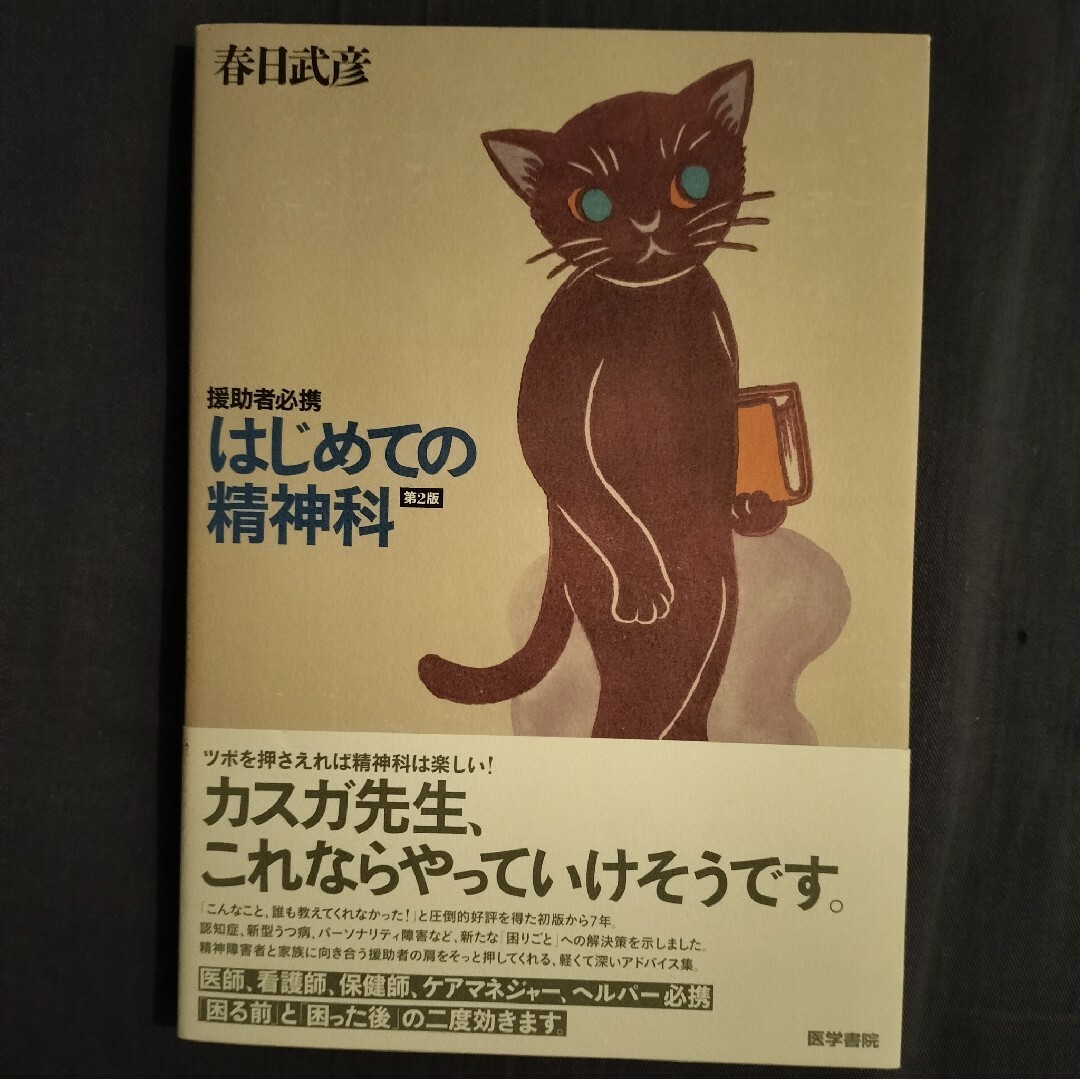 春日武彦
援助者必携
はじめての
精神科 第2版
ツボを押さえれば精神科は楽しい！
カスガ先生、
これならやっていけそうです。
「こんなこと、誰も教えてくれなかった！」と圧倒的好評を得た初版から7年。
認知症、新型うつ病、パーソナリティ障害など、新たな「困りごと」への解決策を示しました。
精神障害者と家族に向き合う援助者の肩をそっと押してくれる、軽くて深いアドバイス集。
医師、看護師、保健師、ケアマネジャー、ヘルパー必携
「困る前」と「困った後」の二度効きます。
医学書院